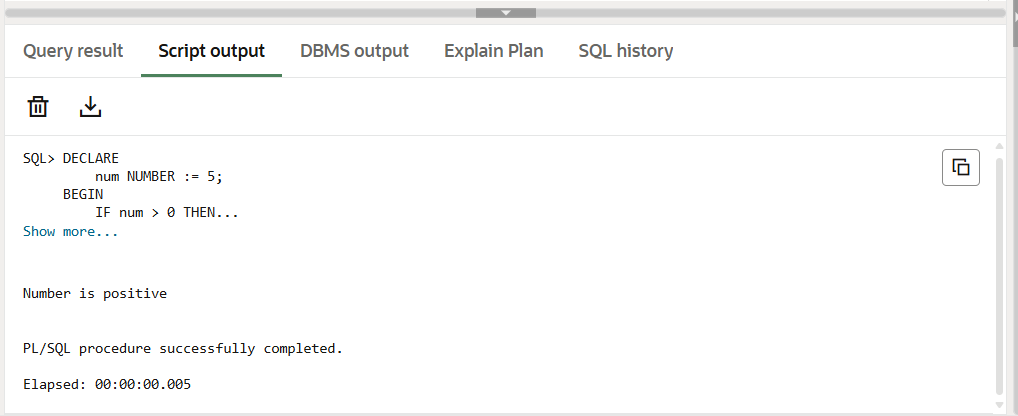 Query result Script output DBMS output Explain Plan SQL history
SQL> DECLARE
num NUMBER := 5;
BEGIN
IF num > 0 THEN...
Show more...
Number is positive
PL/SQL procedure successfully completed.
Elapsed: 00:00:00.005